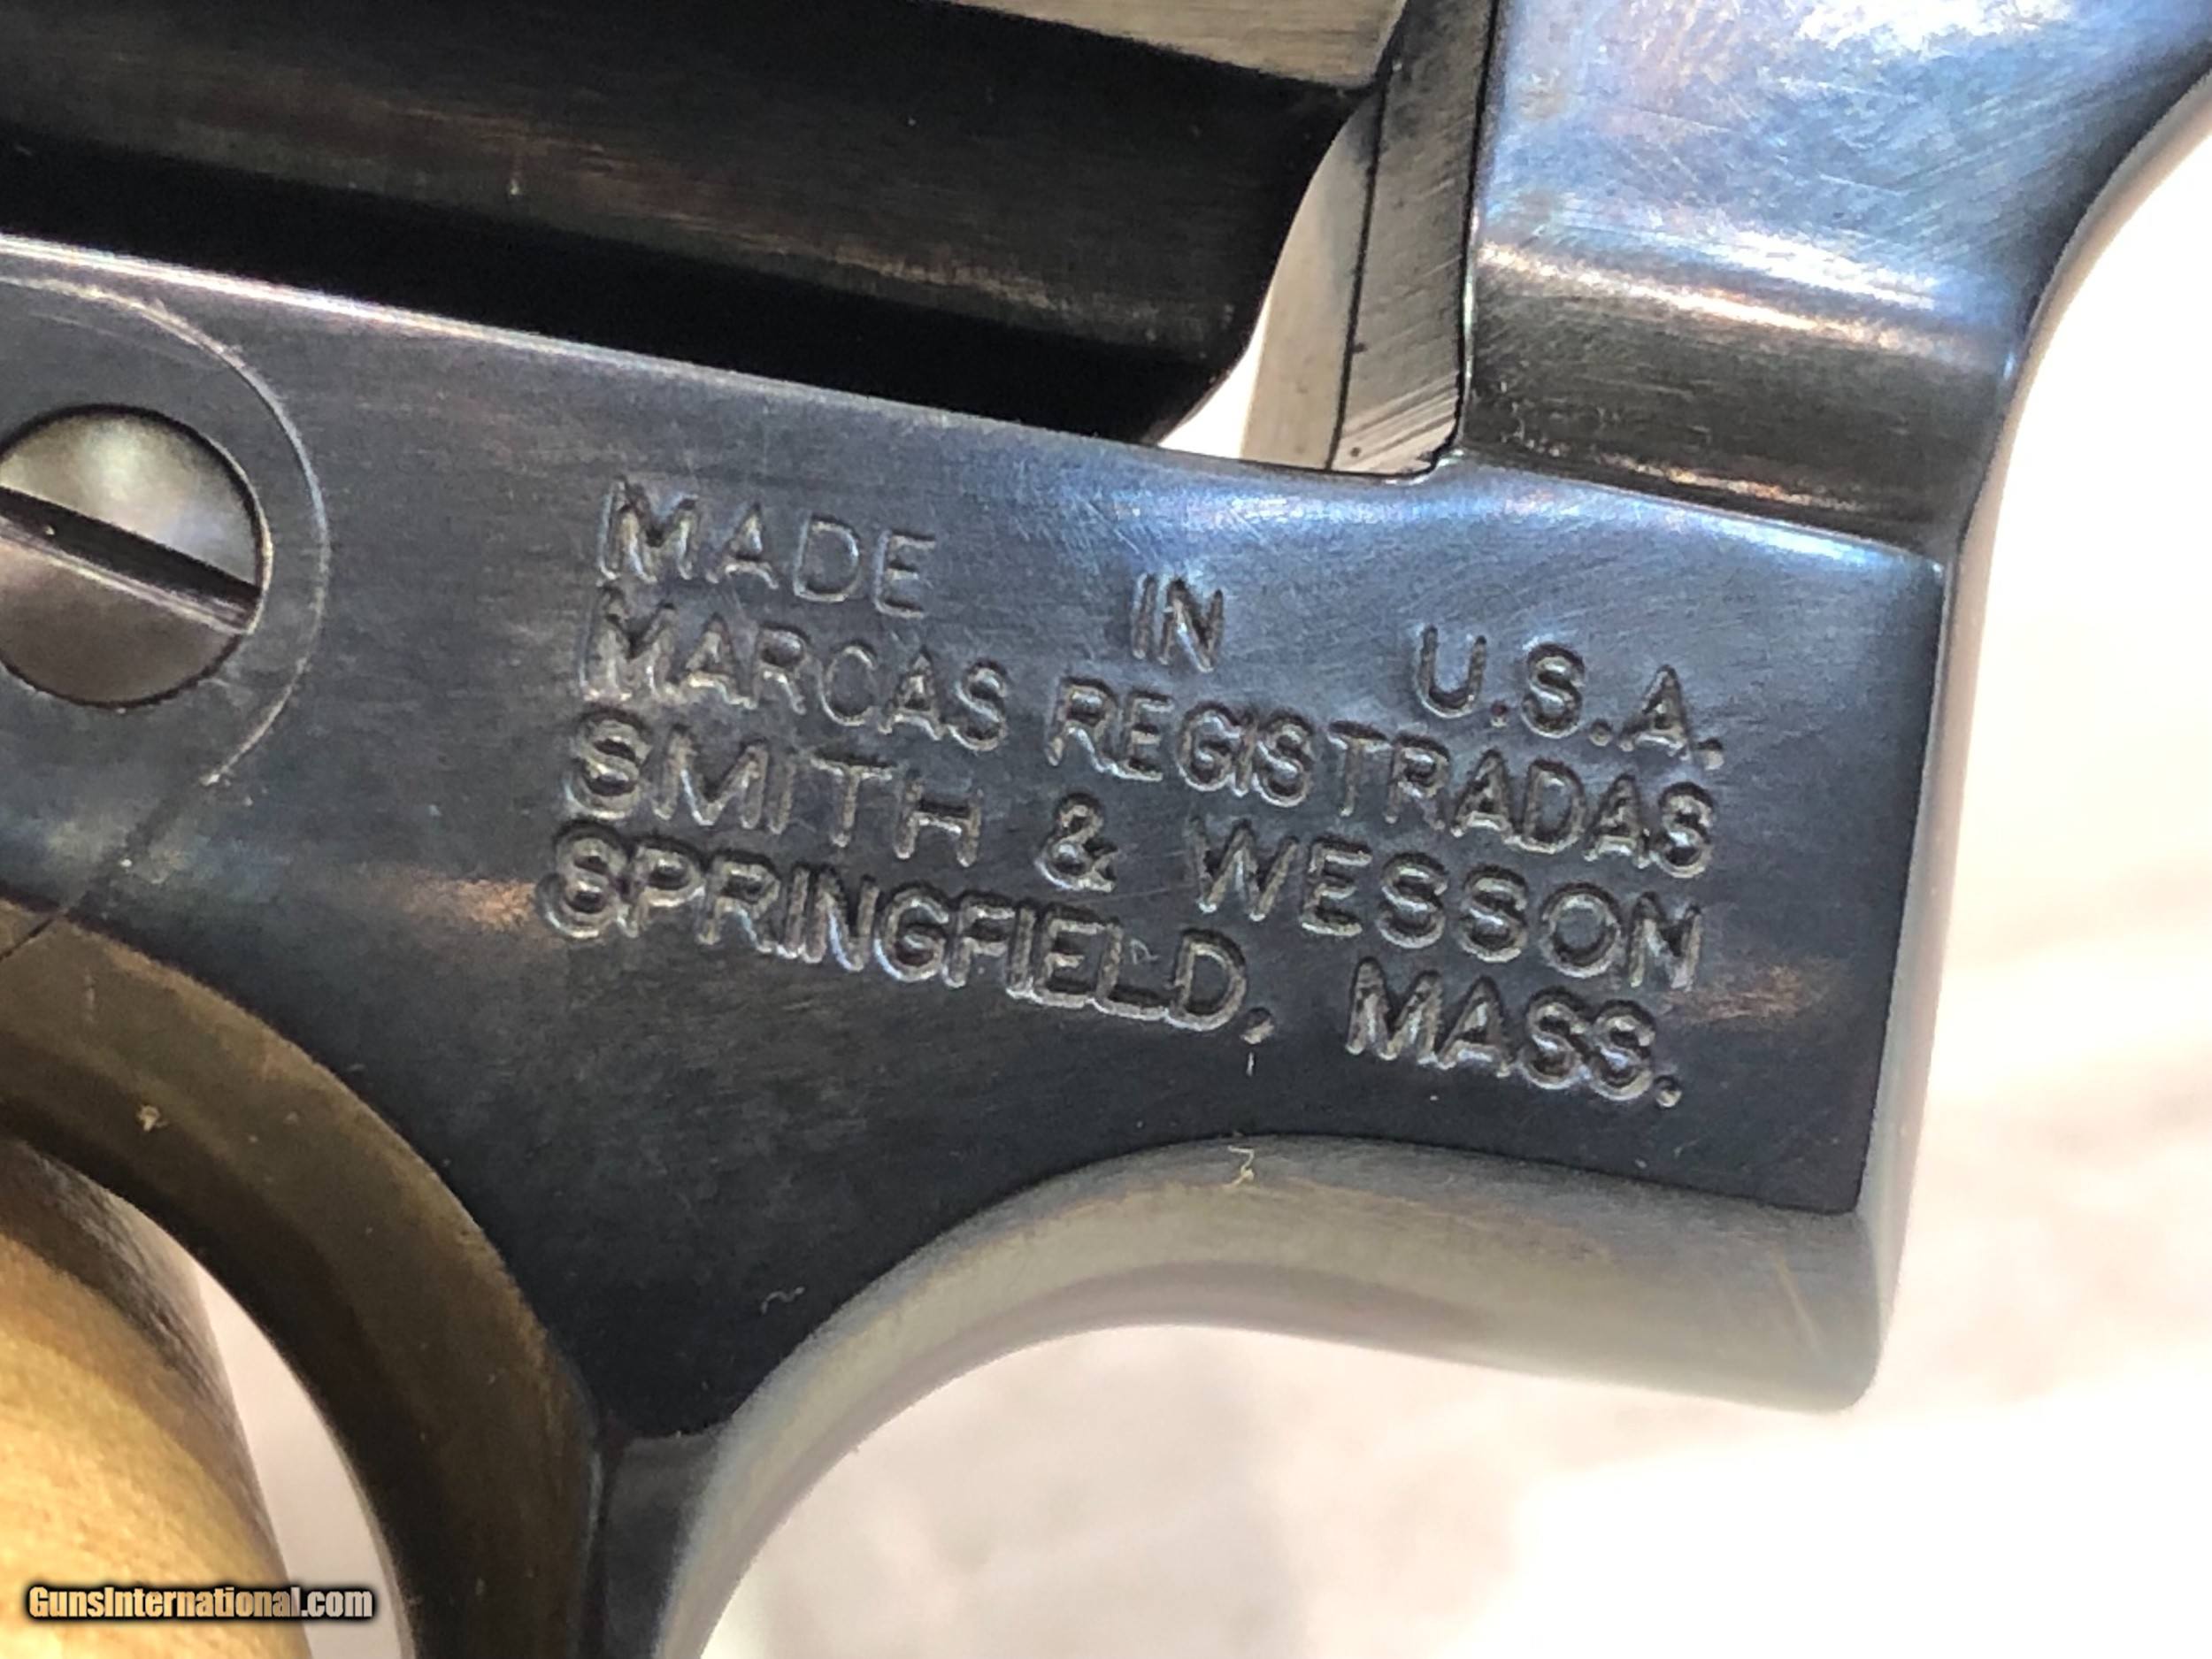 MADE IN U.S.A.
MARCAS REGISTRADAS
SMITH & WESSON
SPRINGFIELD, MASS.
GunsInternational.com